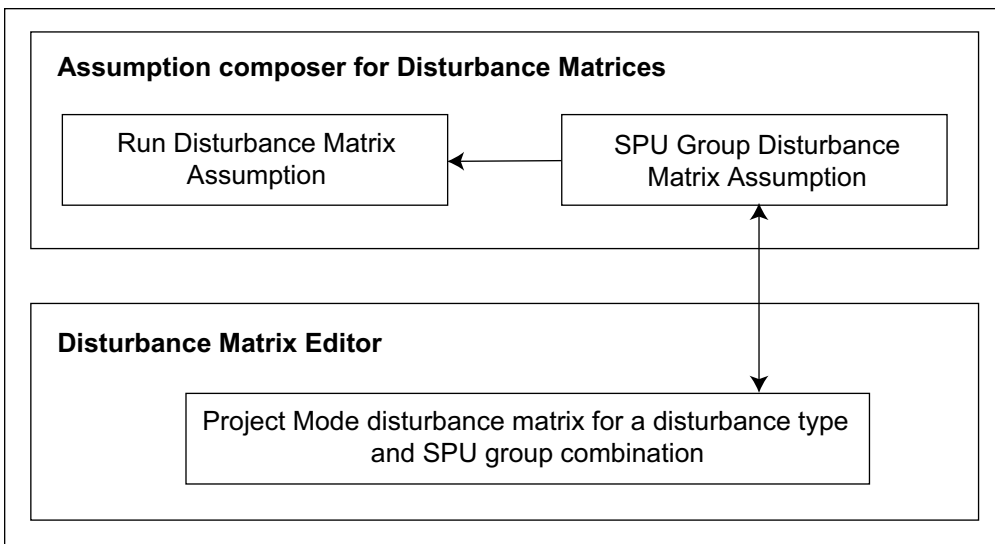 Assumption composer for Disturbance Matrices
Run Disturbance Matrix
Assumption
SPU Group Disturbance
Matrix Assumption
Disturbance Matrix Editor
Project Mode disturbance matrix for a disturbance type
and SPU group combination